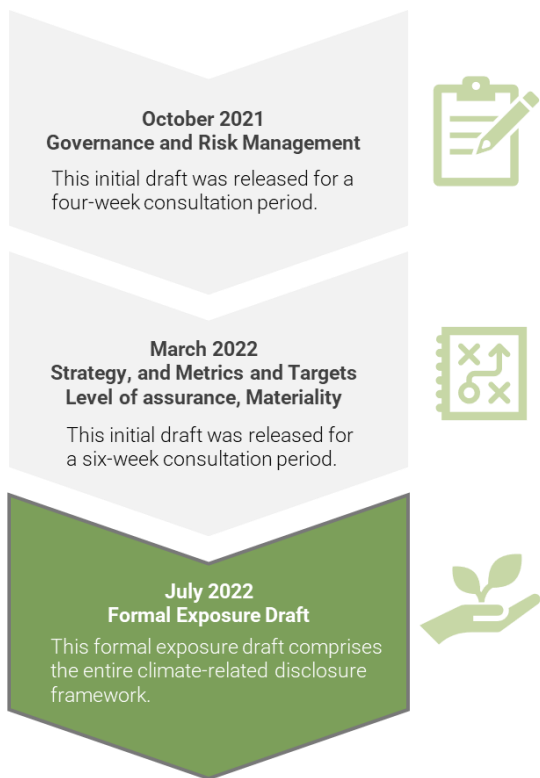 October 2021
Governance and Risk Management
This initial draft was released for a
four-week consultation period.
March 2022
Strategy, and Metrics and Targets
Level of assurance, Materiality
This initial draft was released for
a six-week consultation period.
July 2022
Formal Exposure Draft
This formal exposure draft comprises
the entire climate-related disclosure
framework.